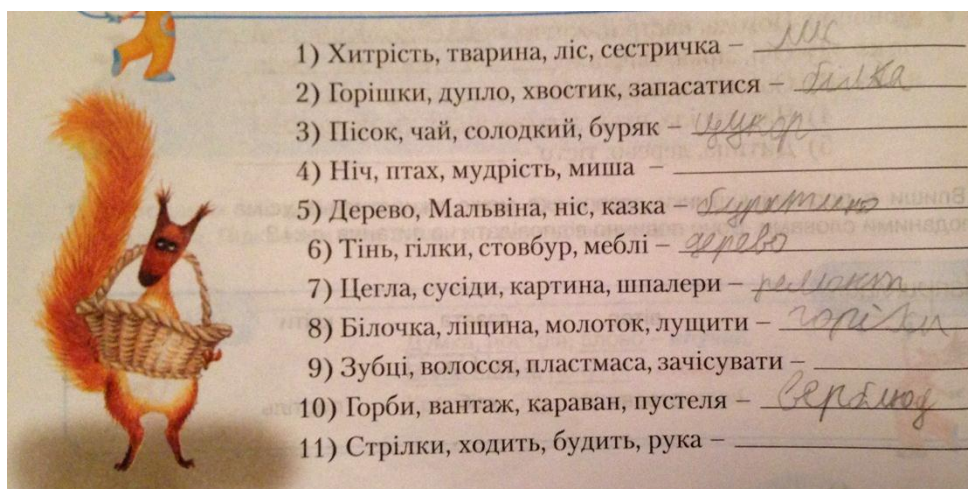 1) Хитрість, тварина, ліс, сестричка – лис
2) Горішки, дупло, хвостик, запасатися – білка
3) Пісок, чай, солодкий, буряк – цукор
4) Ніч, птах, мудрість, миша –
5) Дерево, Мальвіна, ніс, казка – буратіно
6) Тінь, гілки, стовбур, меблі – дерево
7) Цегла, сусіди, картина, шпалери –
8) Білочка, ліщина, молоток, лущити –
9) Зубці, волосся, пластмаса, зачісувати –
10) Горби, вантаж, караван, пустеля – Верблюд
11) Стрілки, ходить, будить, рука –